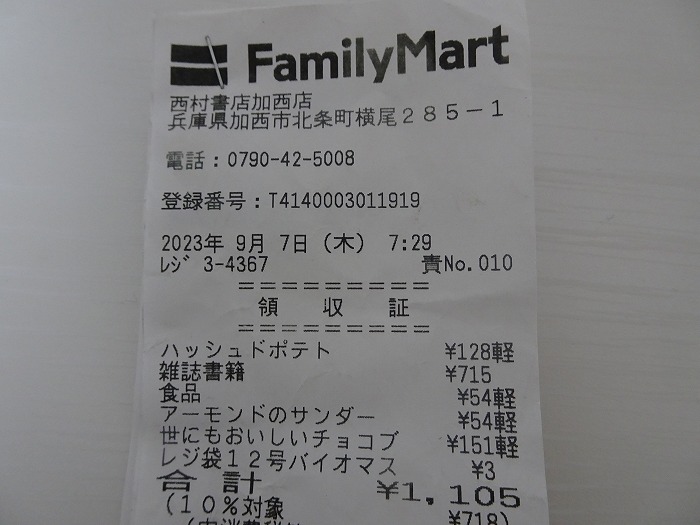 FamilyMart
西村書店加西店
兵庫県加西市北条町横尾285-1
電話:0790-42-5008
登録番号:T4140003011919
2023年 9月 7日(木) 7:29
レジ 3-4367 責No.010
=========
領 収 証
=========
ハッシュドポテト ¥128軽
雑誌書籍 ¥715
食品 ¥54軽
アーモンドのサンダー ¥54軽
世にもおいしいチョコブ ¥151軽
レジ袋12号バイオマス ¥3
合 計 ¥1,105
(10%対象 ¥718)